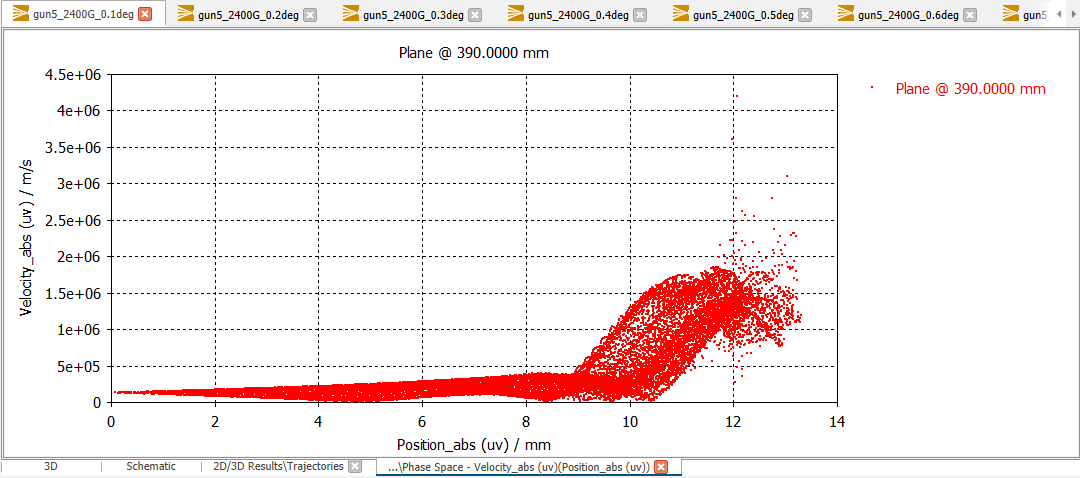 gun5_2400G_0.1deg gun5_2400G_0.2deg gun5_2400G_0.3deg gun5_2400G_0.4deg gun5_2400G_0.5deg gun5_2400G_0.6deg gun5
Plane @ 390.0000 mm
Plane @ 390.0000 mm
4.5e+06
4e+06
3.5e+06
3e+06
2.5e+06
2e+06
1.5e+06
1e+06
5e+05
0
Velocity_abs (uv) / m/s
0 2 4 6 8 10 12 14
Position_abs (uv) / mm
3D Schematic 2D/3D Results\Trajectories ...\Phase Space - Velocity_abs (uv)(Position_abs (uv))